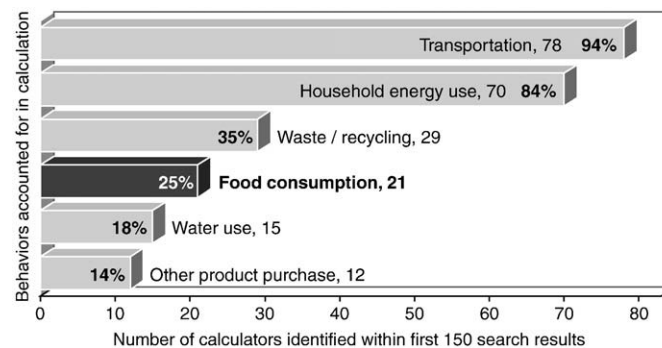 Behaviors accounted for in calculation
Transportation, 78 94%
Household energy use, 70 84%
35% Waste / recycling, 29
25% Food consumption, 21
18% Water use, 15
14% Other product purchase, 12
0 10 20 30 40 50 60 70 80
Number of calculators identified within first 150 search results